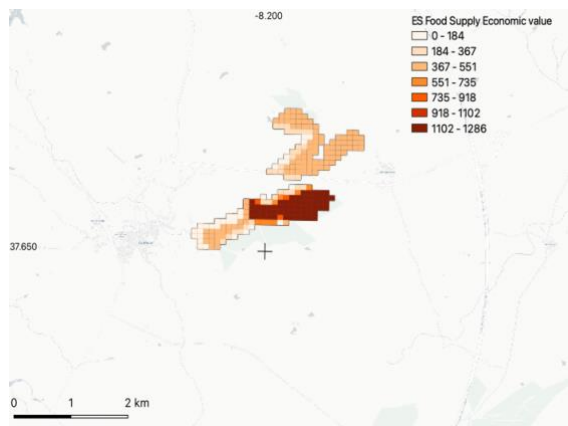 -8.200
ES Food Supply Economic value
0 - 184
184 - 367
367 - 551
551 - 735
735 - 918
918 - 1102
1102 - 1286
37.650
0 1 2 km